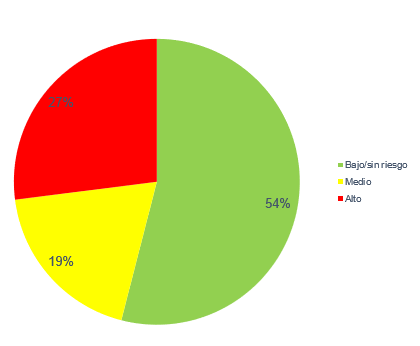 27%
54%
19%
Bajo/sin riesgo
Medio
Alto